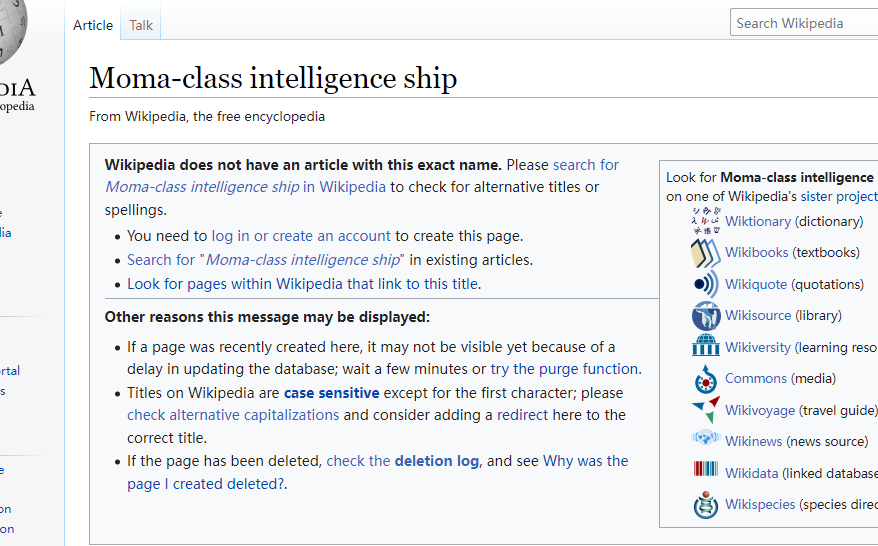 Article Talk Search Wikipedia
Moma-class intelligence ship
From Wikipedia, the free encyclopedia
Wikipedia does not have an article with this exact name. Please search for
Moma-class intelligence ship in Wikipedia to check for alternative titles or
spellings.
• You need to log in or create an account to create this page.
• Search for "Moma-class intelligence ship" in existing articles.
• Look for pages within Wikipedia that link to this title.
Other reasons this message may be displayed:
• If a page was recently created here, it may not be visible yet because of a
delay in updating the database; wait a few minutes or try the purge function.
• Titles on Wikipedia are case sensitive except for the first character; please
check alternative capitalizations and consider adding a redirect here to the
correct title.
• If the page has been deleted, check the deletion log, and see Why was the
page I created deleted?.
Look for Moma-class intelligence
on one of Wikipedia's sister project
Wiktionary (dictionary)
Wikibooks (textbooks)
Wikiquote (quotations)
Wikisource (library)
Wikiversity (learning reso
Commons (media)
Wikivoyage (travel guide)
Wikinews (news source)
Wikidata (linked database
Wikispecies (species direc